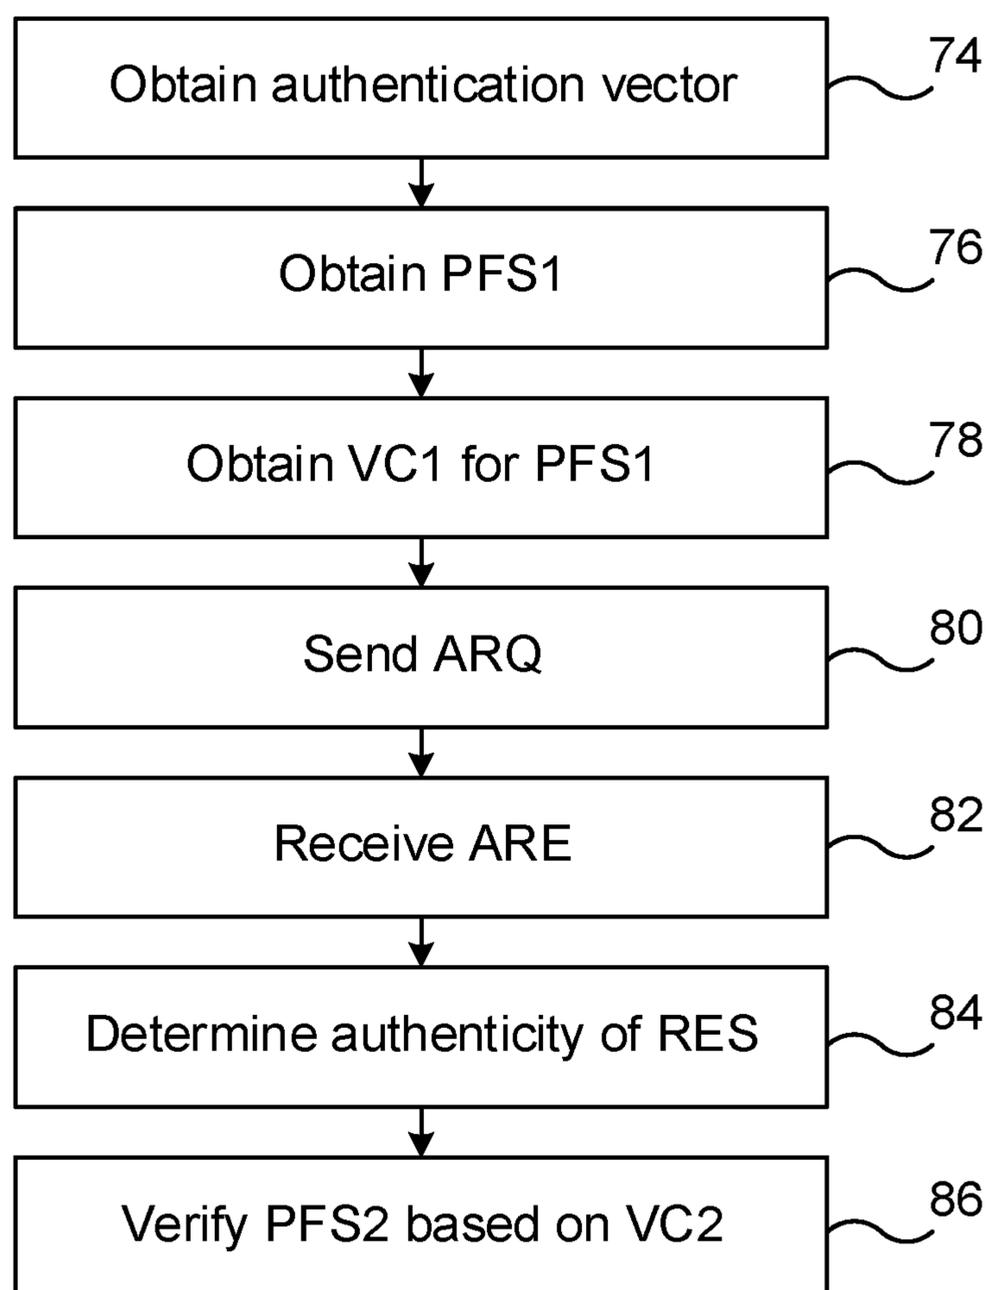 Obtain authentication vector
74
Obtain PFS1
76
Obtain VC1 for PFS1
78
Send ARQ
80
Receive ARE
82
Determine authenticity of RES
84
Verify PFS2 based on VC2
86